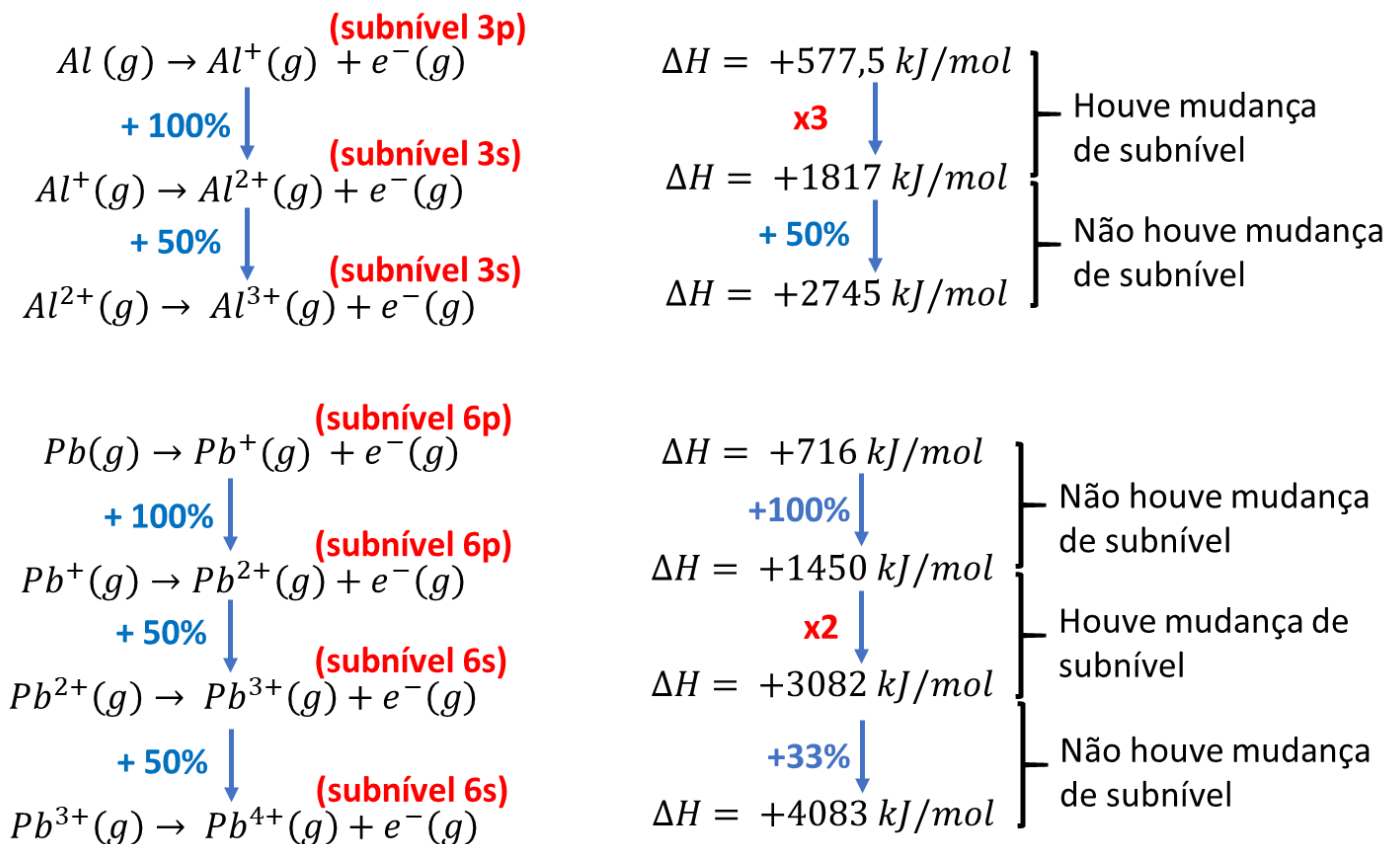 (subnível 3p)
Al (g) → Al⁺(g) + e⁻(g)
ΔH = +577,5 kJ/mol
+ 100%
x3
Houve mudança
de subnível
(subnível 3s)
Al⁺(g) → Al²⁺(g) + e⁻(g)
ΔH = +1817 kJ/mol
+ 50%
+ 50%
Não houve mudança
de subnível
(subnível 3s)
Al²⁺(g) → Al³⁺(g) + e⁻(g)
ΔH = +2745 kJ/mol
(subnível 6p)
Pb(g) → Pb⁺(g) + e⁻(g)
ΔH = +716 kJ/mol
+ 100%
+100%
Não houve mudança
de subnível
(subnível 6p)
Pb⁺(g) → Pb²⁺(g) + e⁻(g)
ΔH = +1450 kJ/mol
+ 50%
x2
Houve mudança de
subnível
(subnível 6s)
Pb²⁺(g) → Pb³⁺(g) + e⁻(g)
ΔH = +3082 kJ/mol
+ 50%
+33%
Não houve mudança
de subnível
(subnível 6s)
Pb³⁺(g) → Pb⁴⁺(g) + e⁻(g)
ΔH = +4083 kJ/mol